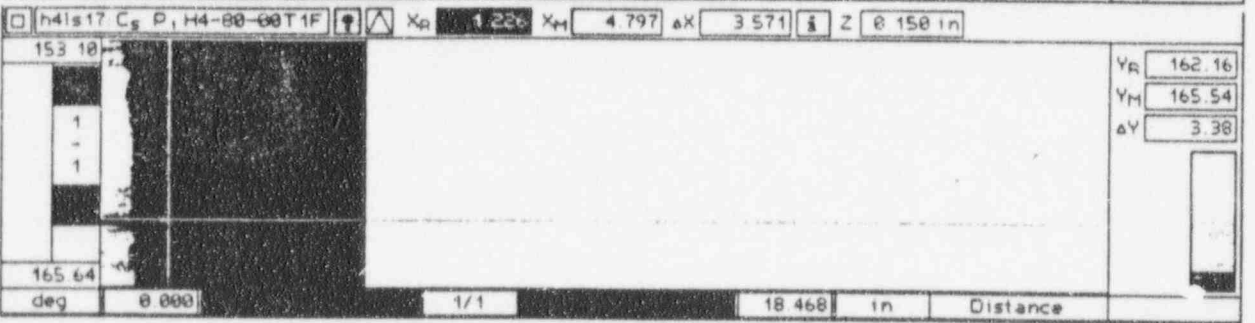 h4ls17 Cs P, H4-80-60T1F XR 1.226 XM 4.797 ΔX 3.571 i Z 0.150 in
153 10
YR 162.16
YM 165.54
ΔY 3.38
1
-
1
165 64
deg 0 000 1/1 18 468 in Distance